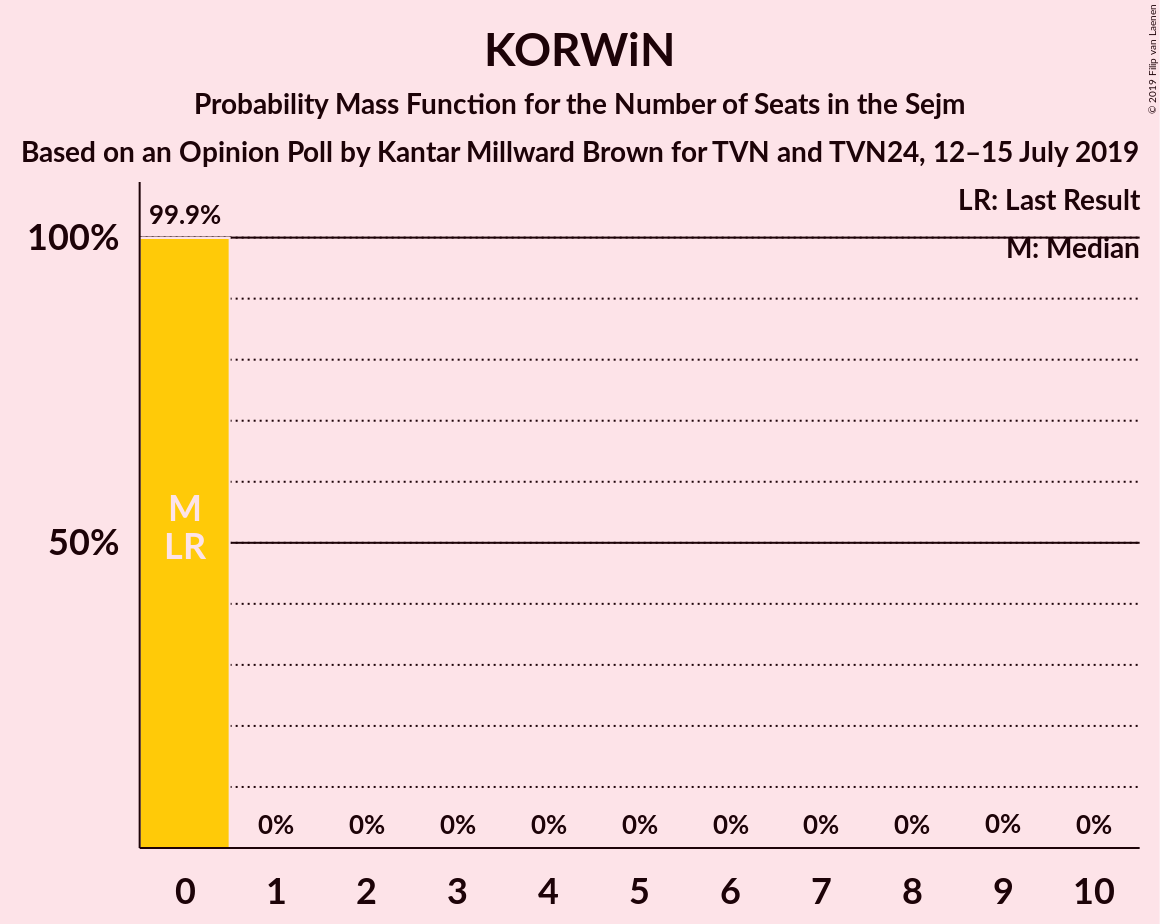 KORWiN
Probability Mass Function for the Number of Seats in the Sejm
Based on an Opinion Poll by Kantar Millward Brown for TVN and TVN24, 12–15 July 2019
© 2019 Filip van Laenen
LR: Last Result
M: Median
99.9%
100%
50%
M
LR
0% 0% 0% 0% 0% 0% 0% 0% 0% 0%
0 1 2 3 4 5 6 7 8 9 10